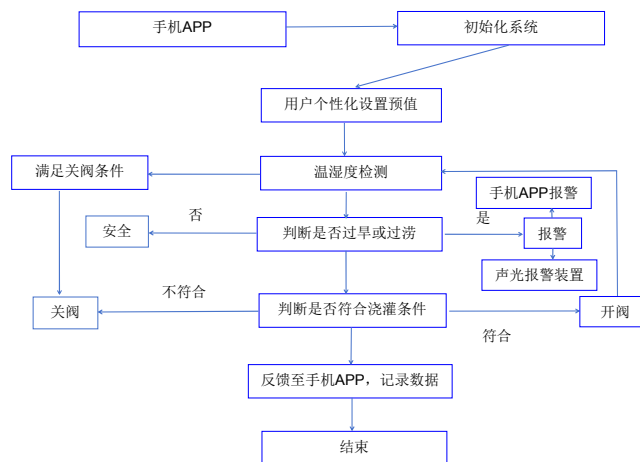 手机APP
初始化系统
用户个性化设置预值
满足关阀条件
温湿度检测
手机APP报警
否
是
安全
判断是否过旱或过涝
报警
声光报警装置
不符合
关阀
判断是否符合浇灌条件
开阀
符合
反馈至手机APP，记录数据
结束